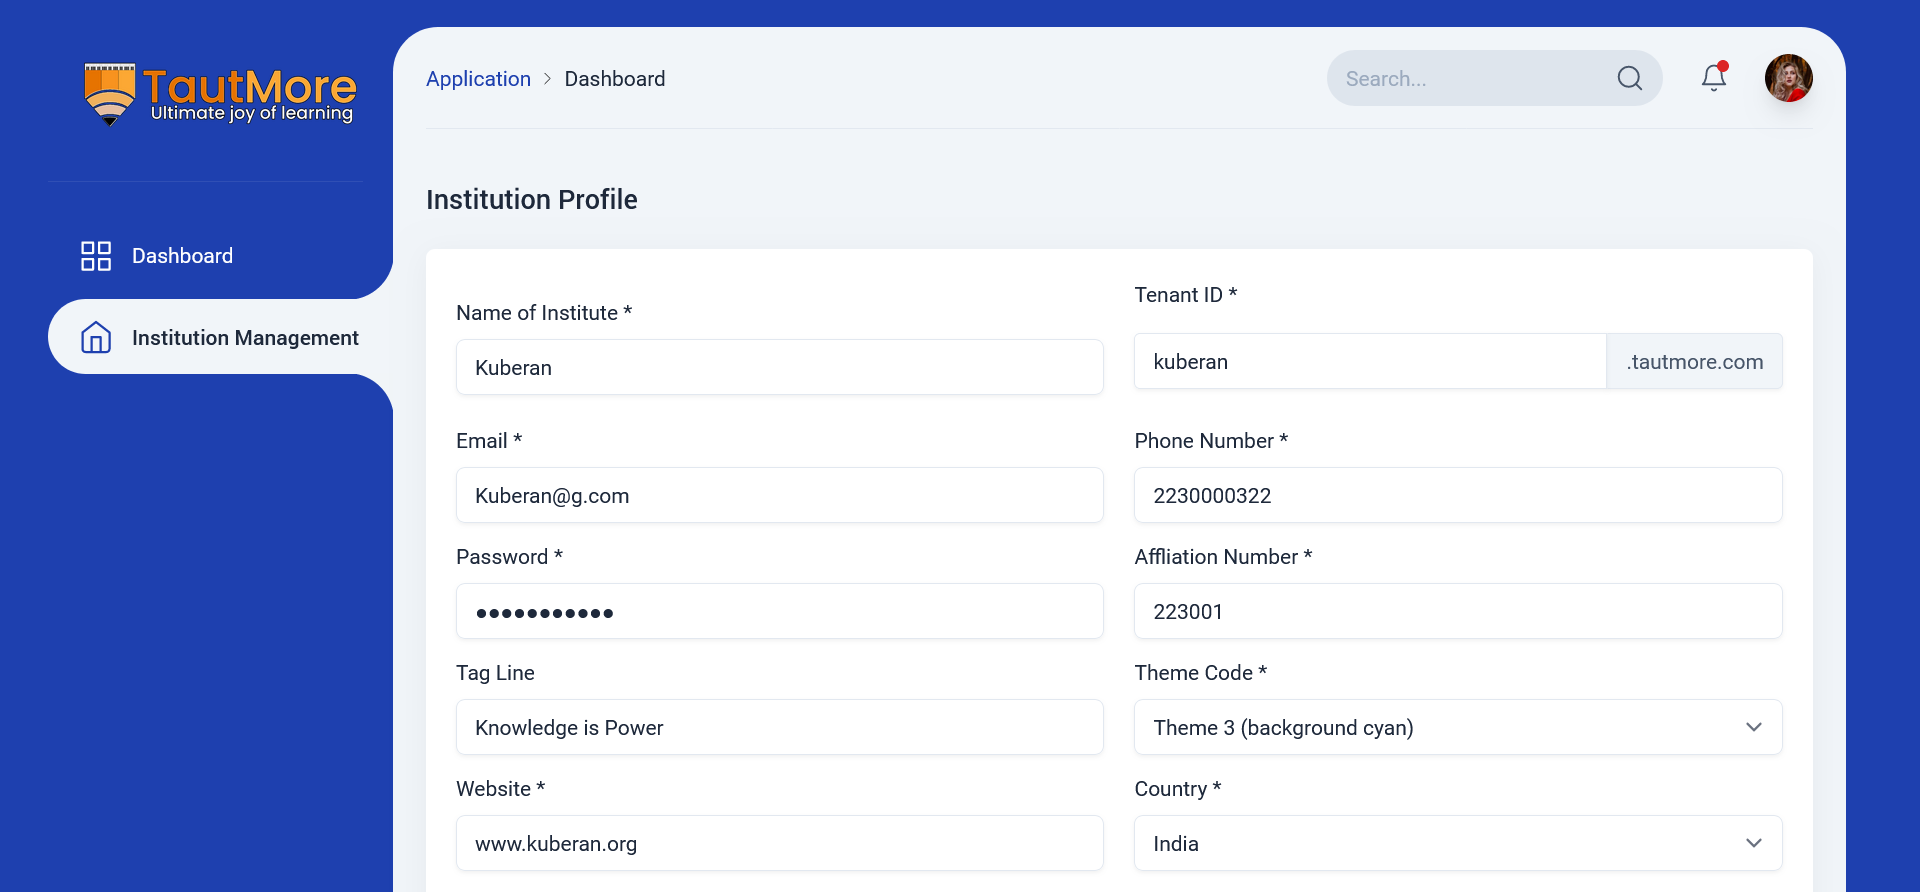 TautMore
Ultimate joy of learning
Application > Dashboard
Search...
Dashboard
Institution Management
Institution Profile
Name of Institute *
Kuberan
Tenant ID *
kuberan .tautmore.com
Email *
Kuberan@g.com
Phone Number *
2230000322
Password *
•••••••••••
Affliation Number *
223001
Tag Line
Knowledge is Power
Theme Code *
Theme 3 (background cyan)
Website *
www.kuberan.org
Country *
India